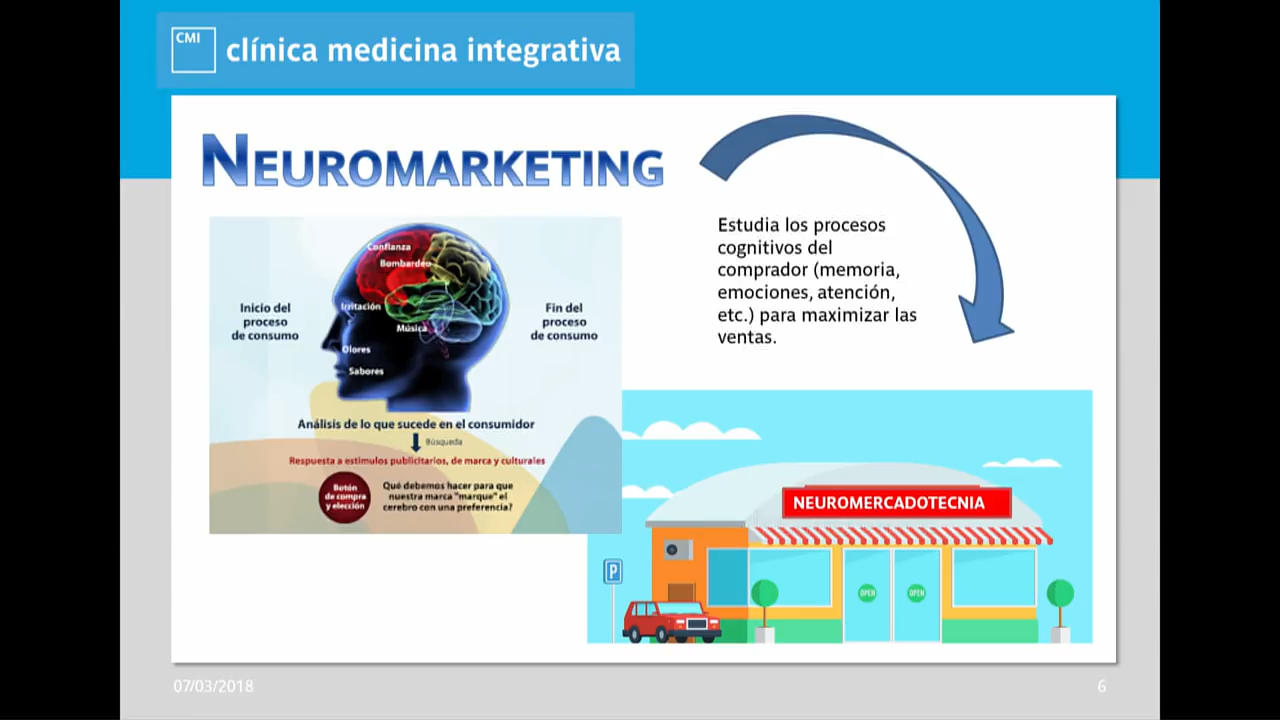 CMI
clínica medicina integrativa
NEUROMARKETING
Estudia los procesos
cognitivos del
comprador (memoria,
emociones, atención,
etc.) para maximizar las
ventas.
Confianza
Bombardeo
Irritación
Música
Olores
Sabores
Inicio del
proceso
de consumo
Fin del
proceso
de consumo
Análisis de lo que sucede en el consumidor
Búsqueda
Respuesta a estímulos publicitarios, de marca y culturales
Botón
de compra
y elección
Qué debemos hacer para que
nuestra marca "marque" el
cerebro con una preferencia?
NEUROMERCADOTECNIA
P
OPEN
OPEN
07/03/2018
6